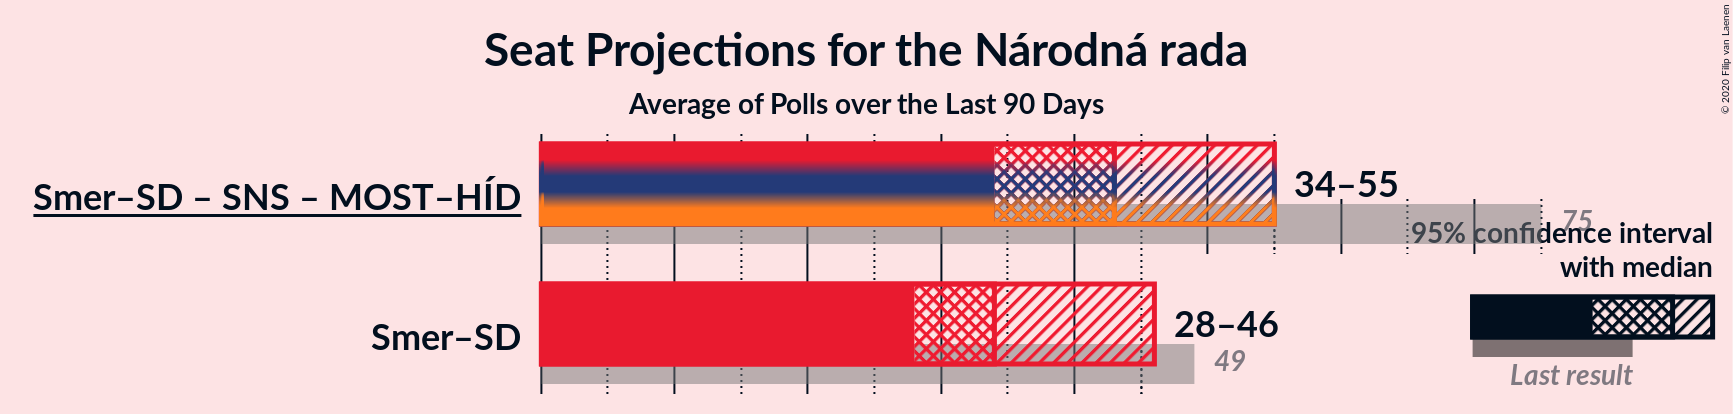 Seat Projections for the Národná rada
Average of Polls over the Last 90 Days
Smer–SD – SNS – MOST–HÍD
34–55
75
Smer–SD
28–46
49
95% confidence interval
with median
Last result
© 2020 Filip van Laenen